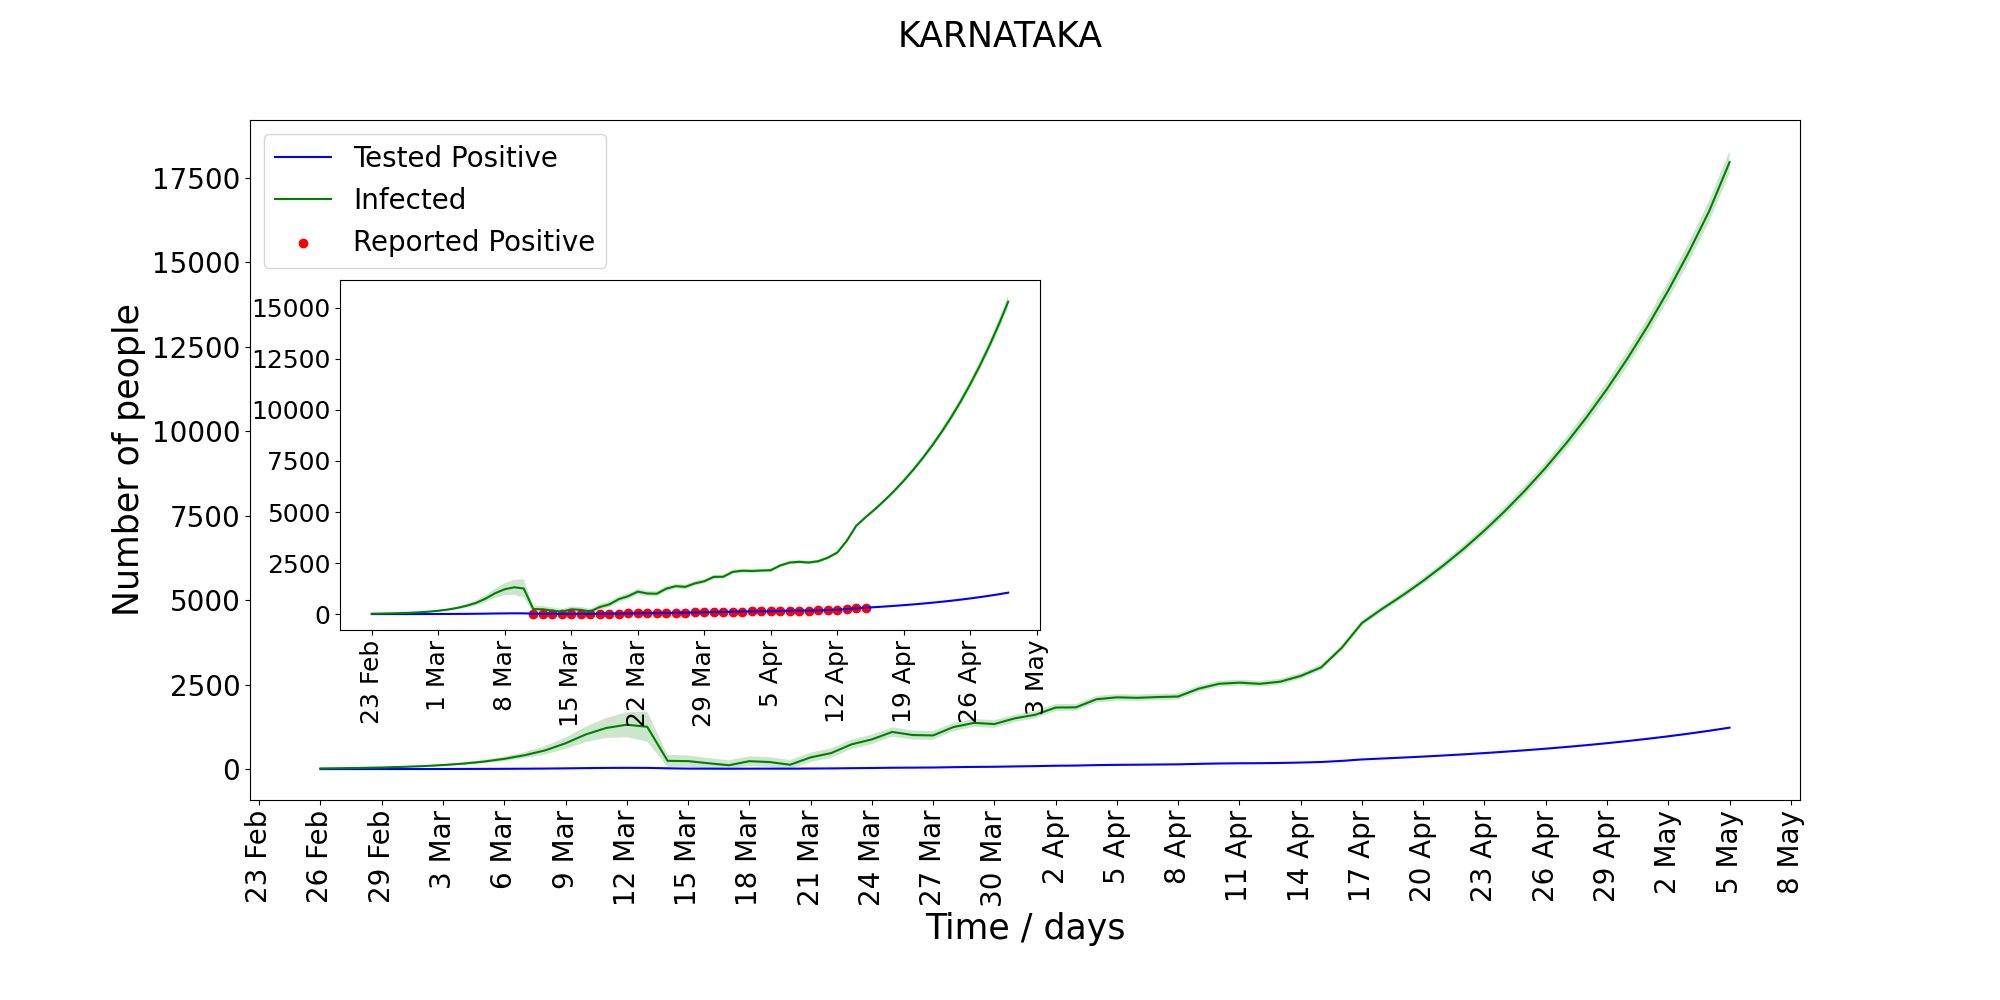 KARNATAKA
Tested Positive
Infected
Reported Positive
Number of people
17500
15000
12500
10000
7500
5000
2500
0
15000
12500
10000
7500
5000
2500
0
23 Feb
1 Mar
8 Mar
15 Mar
22 Mar
29 Mar
5 Apr
12 Apr
19 Apr
26 Apr
3 May
23 Feb
26 Feb
29 Feb
3 Mar
6 Mar
9 Mar
12 Mar
15 Mar
18 Mar
21 Mar
24 Mar
27 Mar
30 Mar
2 Apr
5 Apr
8 Apr
11 Apr
14 Apr
17 Apr
20 Apr
23 Apr
26 Apr
29 Apr
2 May
5 May
8 May
Time / days